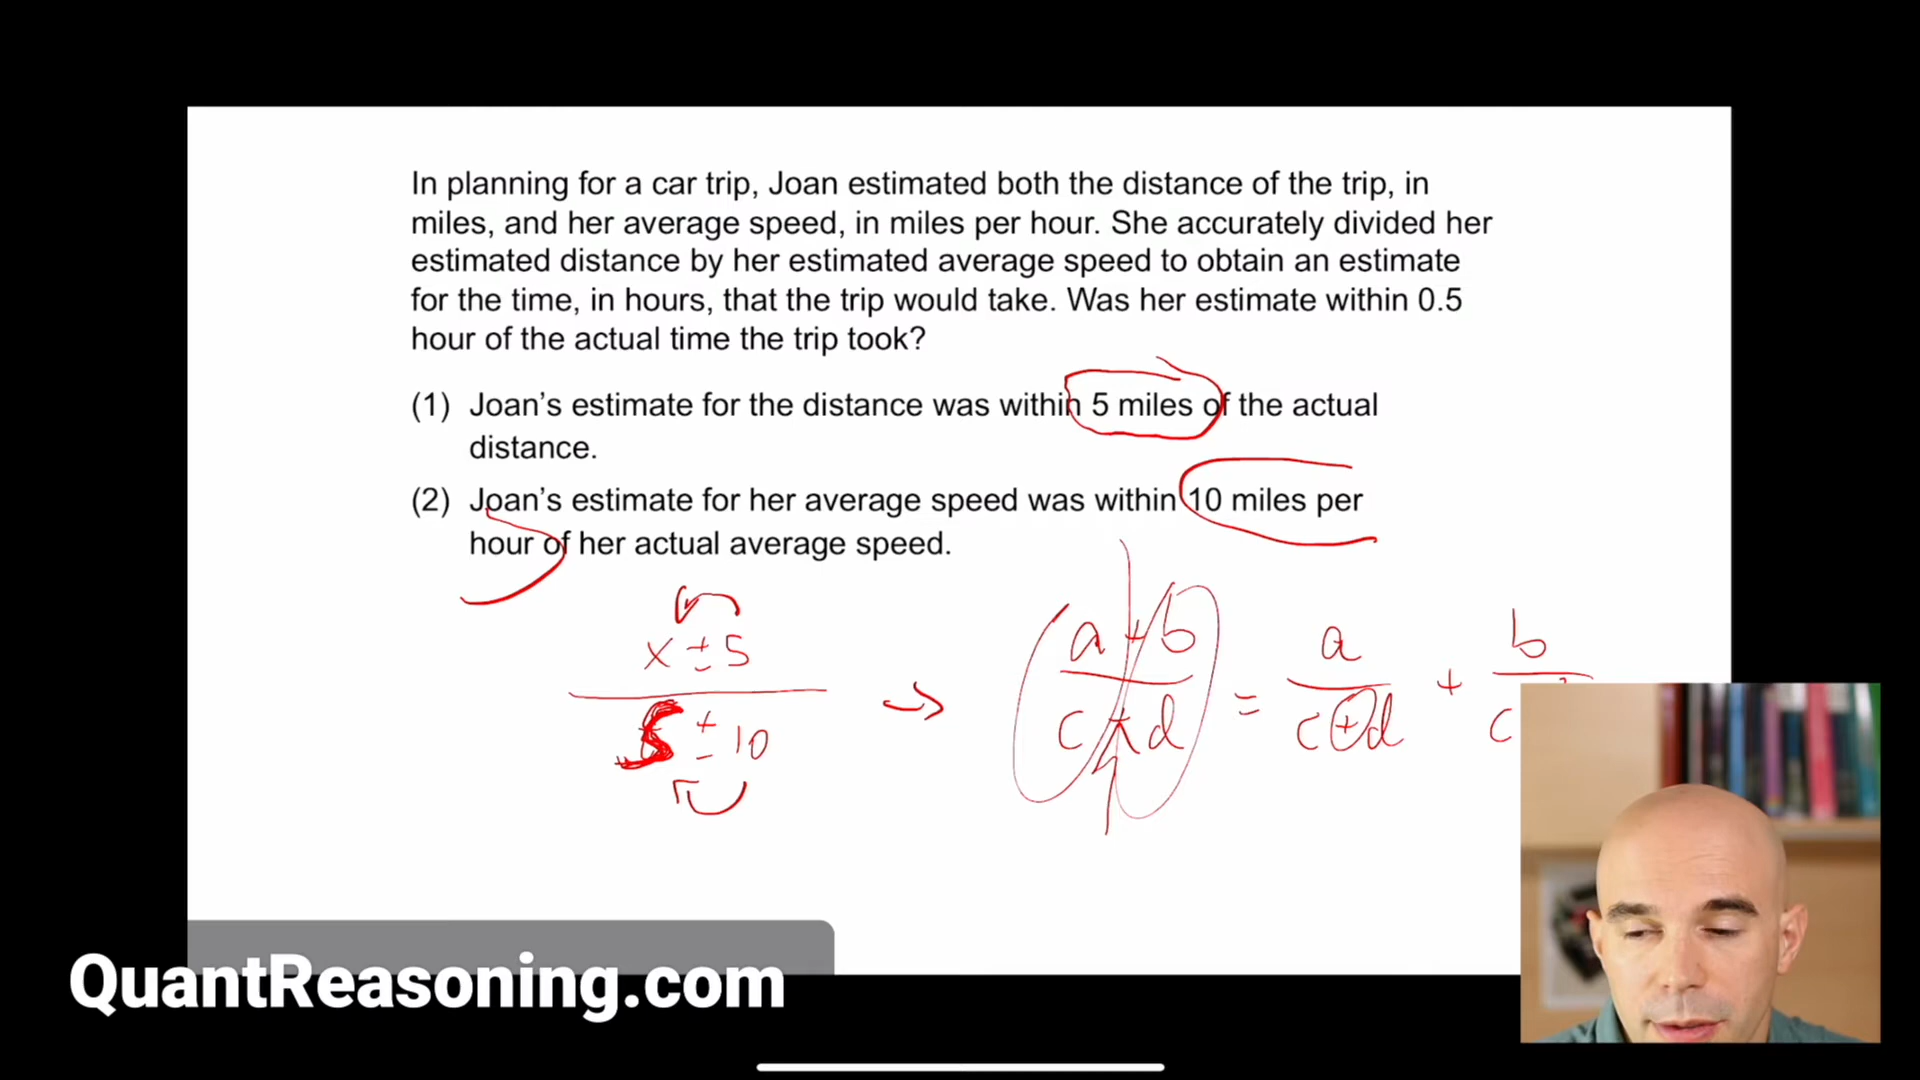 In planning for a car trip, Joan estimated both the distance of the trip, in
miles, and her average speed, in miles per hour. She accurately divided her
estimated distance by her estimated average speed to obtain an estimate
for the time, in hours, that the trip would take. Was her estimate within 0.5
hour of the actual time the trip took?
(1) Joan’s estimate for the distance was within 5 miles of the actual
distance.
(2) Joan’s estimate for her average speed was within 10 miles per
hour of her actual average speed.
x ± 5
± 10
→
a + b
c + d
=
a
c + d
+
b
c
QuantReasoning.com